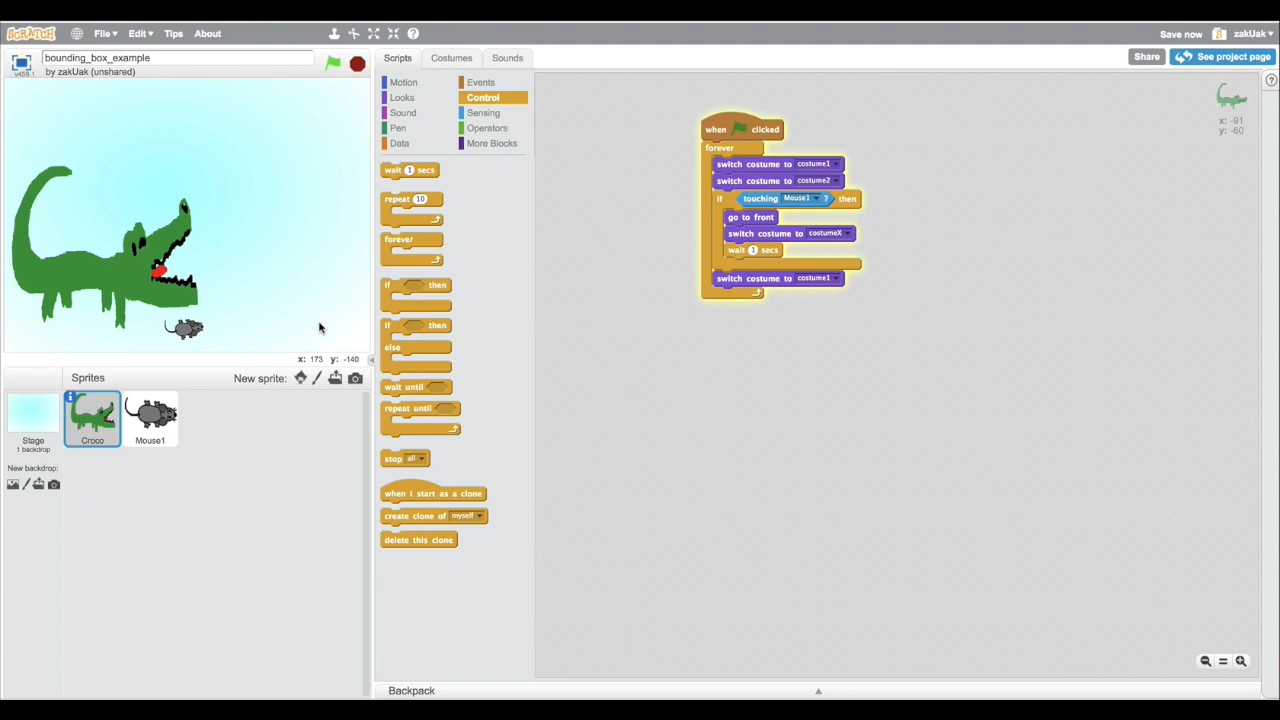 SCRATCH File Edit Tips About Save now zakUak
bounding_box_example
by zakUak (unshared)
v459.1
Scripts Costumes Sounds
Share See project page
Motion Events
Looks Control
Sound Sensing
Pen Operators
Data More Blocks
wait 1 secs
repeat 10
forever
if then
if then
else
wait until
repeat until
stop all
when I start as a clone
create clone of myself
delete this clone
when clicked
forever
switch costume to costume1
switch costume to costume2
if touching Mouse1 ? then
go to front
switch costume to costumeX
wait 1 secs
switch costume to costume1
x: -91
y: -60
x: 173 y: -140
Sprites New sprite:
Stage
1 backdrop
Croco
Mouse1
New backdrop:
Backpack